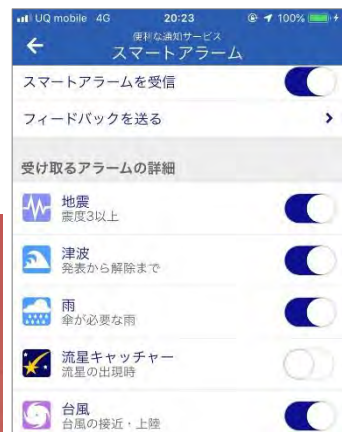 UQ mobile 4G 20:23 100%
便利な通知サービス
スマートアラーム
スマートアラームを受信
フィードバックを送る
受け取るアラームの詳細
地震
震度3以上
津波
発表から解除まで
雨
傘が必要な雨
流星キャッチャー
流星の出現時
台風
台風の接近・上陸